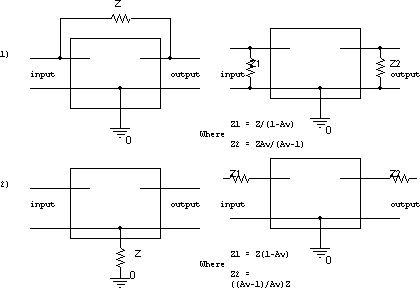 Z
1)
input
output
0
Z1
Z2
input
output
0
Where
Z1 = Z/(1-Av)
Z2 = ZAv/(Av-1)
2)
input
output
Z
0
Z1
Z2
input
output
0
Where
Z1 = Z(1-Av)
Z2 =
((Av-1)/Av)Z